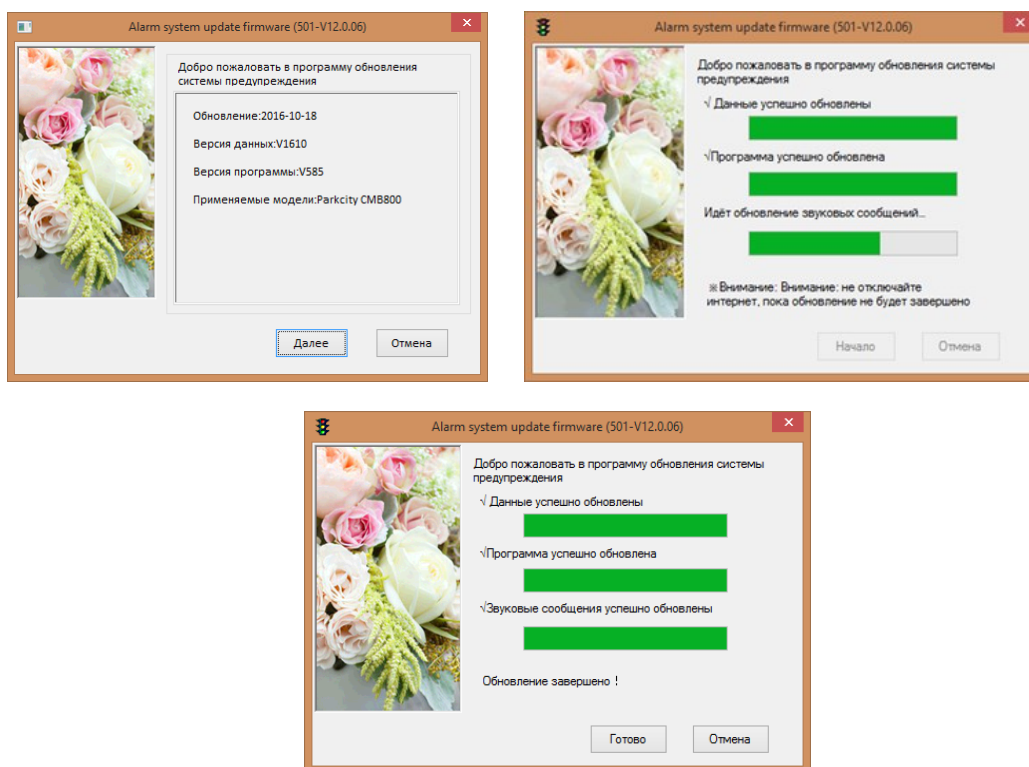 Alarm system update firmware (501-V12.0.06)
Добро пожаловать в программу обновления
системы предупреждения
Обновление:2016-10-18
Версия данных:V1610
Версия программы:V585
Применяемые модели:Parkcity CMB800
Далее
Отмена
Alarm system update firmware (501-V12.0.06)
Добро пожаловать в программу обновления системы
предупреждения
√ Данные успешно обновлены
√Программа успешно обновлена
Идёт обновление звуковых сообщений...
※Внимание: Внимание: не отключайте
интернет, пока обновление не будет завершено
Начало
Отмена
Alarm system update firmware (501-V12.0.06)
Добро пожаловать в программу обновления системы
предупреждения
√ Данные успешно обновлены
√Программа успешно обновлена
√Звуковые сообщения успешно обновлены
Обновление завершено !
Готово
Отмена